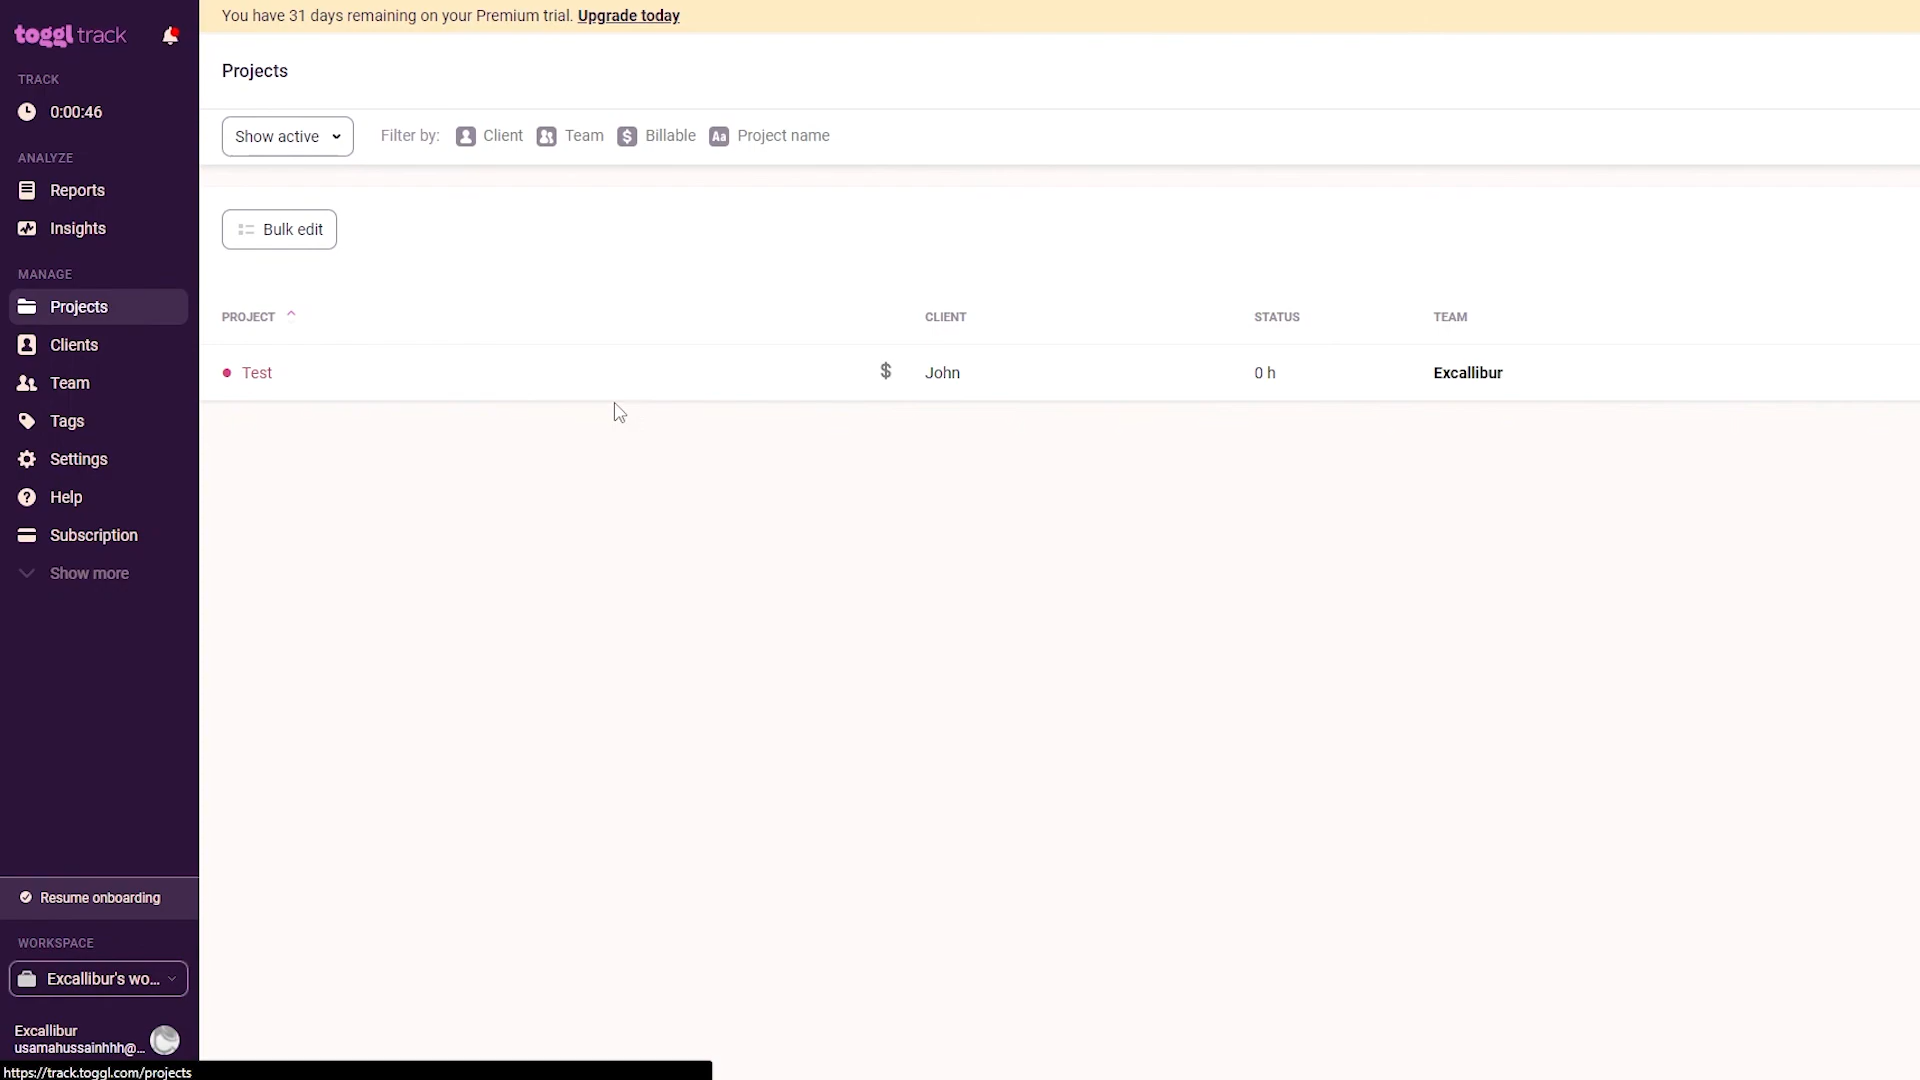 You have 31 days remaining on your Premium trial. Upgrade today
toggl track
TRACK
0:00:46
ANALYZE
Reports
Insights
MANAGE
Projects
Clients
Team
Tags
Settings
Help
Subscription
Show more
Resume onboarding
WORKSPACE
Excallibur's wo...
Excallibur
usamahussainhhh@...
https://track.toggl.com/projects
Projects
Show active Filter by: Client Team $ Billable Aa Project name
Bulk edit
PROJECT CLIENT STATUS TEAM
Test $ John 0 h Excallibur